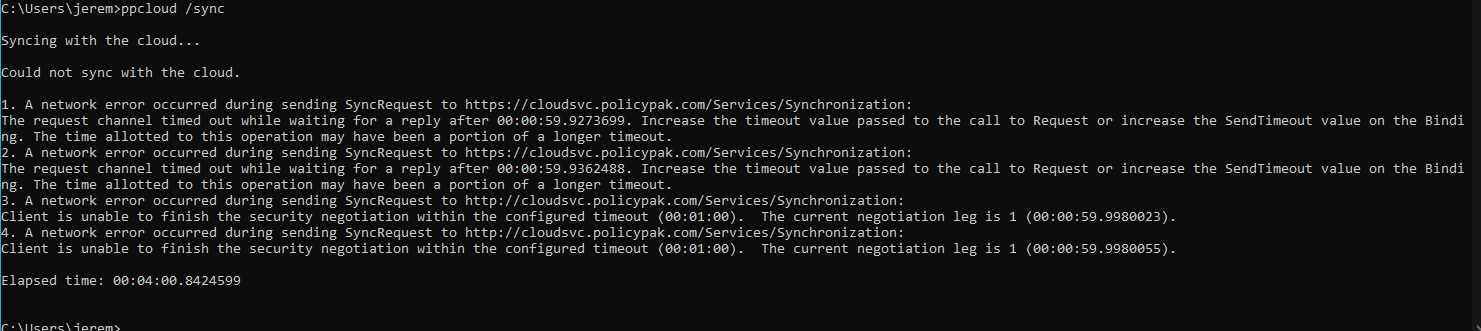 C:\Users\jerem>ppcloud /sync
Syncing with the cloud...
Could not sync with the cloud.
1. A network error occurred during sending SyncRequest to https://cloudsvc.policypak.com/Services/Synchronization:
The request channel timed out while waiting for a reply after 00:00:59.9273699. Increase the timeout value passed to the call to Request or increase the SendTimeout value on the Bindi
ng. The time allotted to this operation may have been a portion of a longer timeout.
2. A network error occurred during sending SyncRequest to https://cloudsvc.policypak.com/Services/Synchronization:
The request channel timed out while waiting for a reply after 00:00:59.9362488. Increase the timeout value passed to the call to Request or increase the SendTimeout value on the Bindi
ng. The time allotted to this operation may have been a portion of a longer timeout.
3. A network error occurred during sending SyncRequest to http://cloudsvc.policypak.com/Services/Synchronization:
Client is unable to finish the security negotiation within the configured timeout (00:01:00).  The current negotiation leg is 1 (00:00:59.9980023).
4. A network error occurred during sending SyncRequest to http://cloudsvc.policypak.com/Services/Synchronization:
Client is unable to finish the security negotiation within the configured timeout (00:01:00).  The current negotiation leg is 1 (00:00:59.9980055).
Elapsed time: 00:04:00.8424599
C:\Users\jerem>